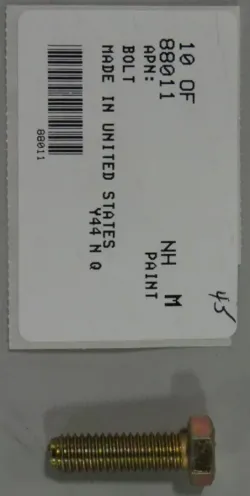 10 OF
88011
APN:
BOLT
MADE IN UNITED STATES
Y44 N Q
NH M
PAINT
45
88011